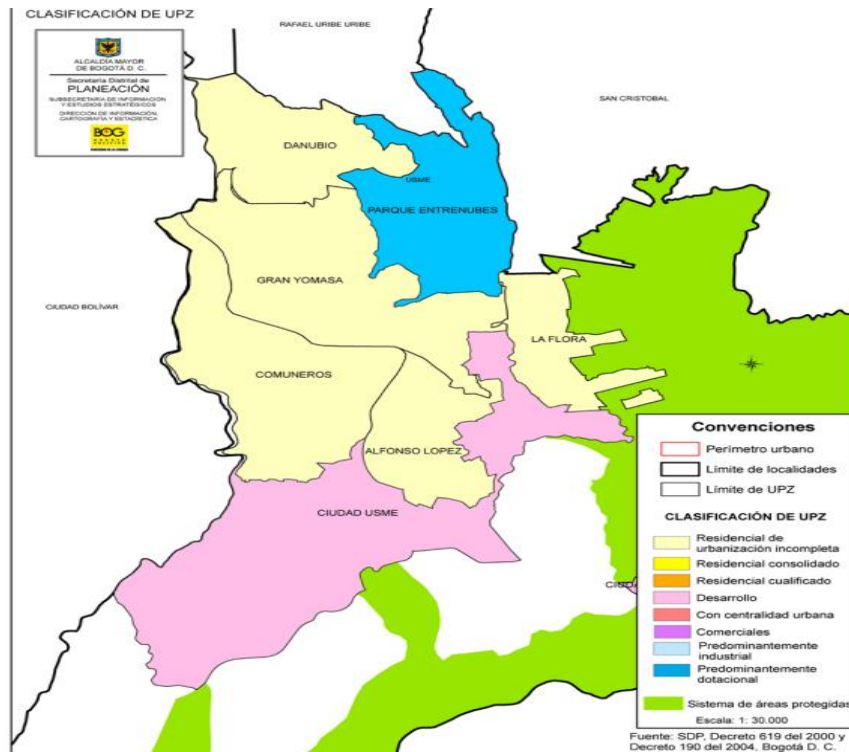 CLASIFICACIÓN DE UPZ
RAFAEL URIBE URIBE
ALCALDÍA MAYOR
DE BOGOTÁ D. C.
Secretaría Distrital de
PLANEACIÓN
SUBSECRETARÍA DE INFORMACIÓN
Y ESTUDIOS ESTRATÉGICOS
DIRECCIÓN DE INFORMACIÓN,
CARTOGRAFÍA Y ESTADÍSTICA
SAN CRISTOBAL
DANUBIO
USME
PARQUE ENTRENUBES
GRAN YOMASA
CIUDAD BOLÍVAR
LA FLORA
COMUNEROS
ALFONSO LOPEZ
CIUDAD USME
Convenciones
Perímetro urbano
Límite de localidades
Límite de UPZ
CLASIFICACIÓN DE UPZ
Residencial de
urbanización incompleta
Residencial consolidado
Residencial cualificado
Desarrollo
Con centralidad urbana
Comerciales
Predominantemente
industrial
Predominantemente
dotacional
Sistema de áreas protegidas
Escala: 1: 30.000
Fuente: SDP, Decreto 619 del 2000 y
Decreto 190 del 2004, Bogotá D. C.